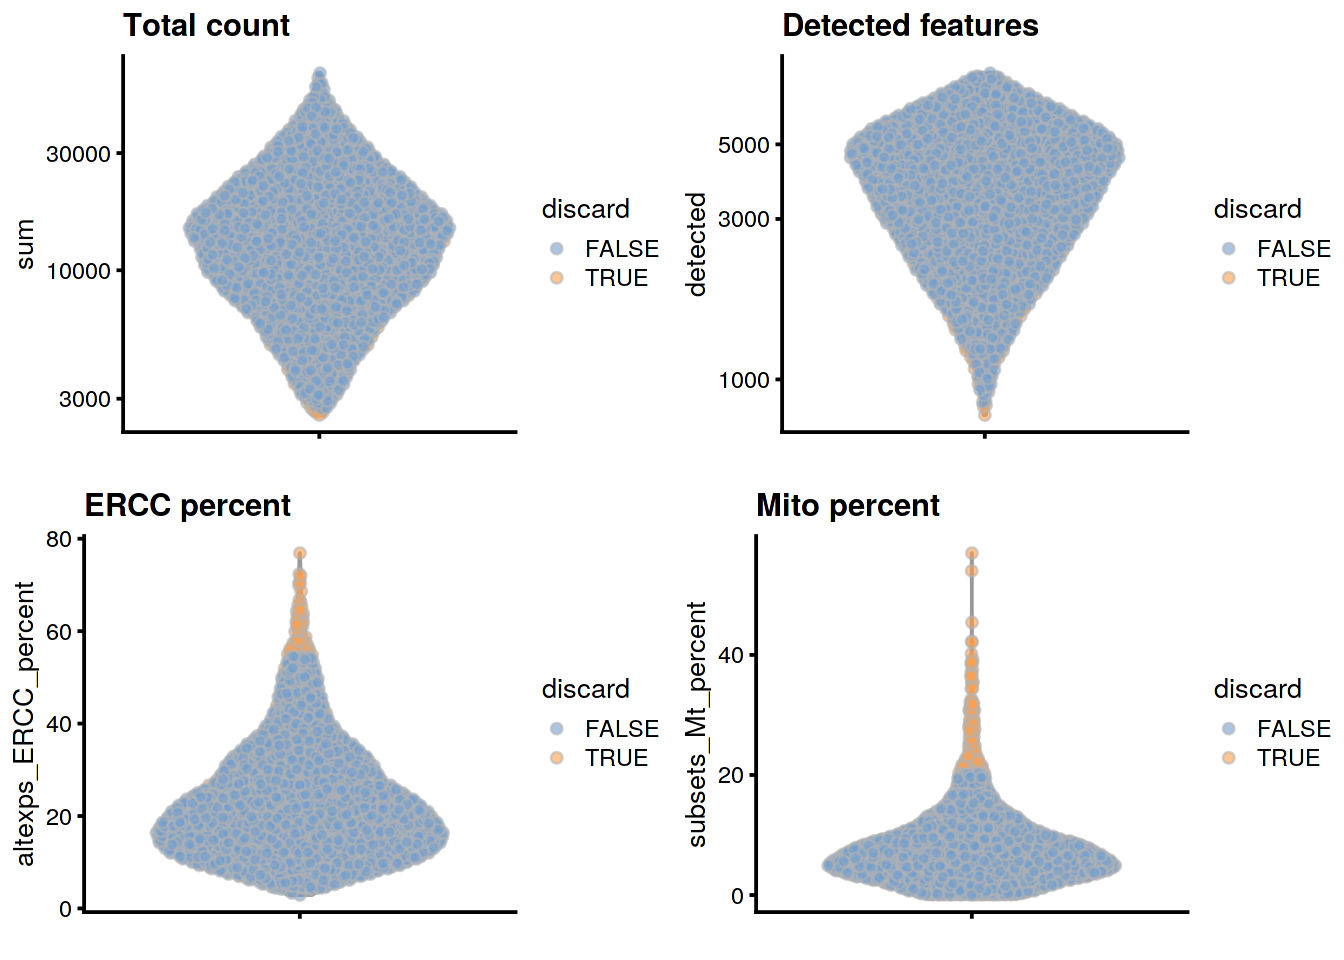 Total count
30000
10000
3000
sum
discard
FALSE
TRUE
Detected features
5000
3000
1000
detected
discard
FALSE
TRUE
ERCC percent
80
60
40
20
0
altexps_ERCC_percent
discard
FALSE
TRUE
Mito percent
40
20
0
subsets_Mt_percent
discard
FALSE
TRUE